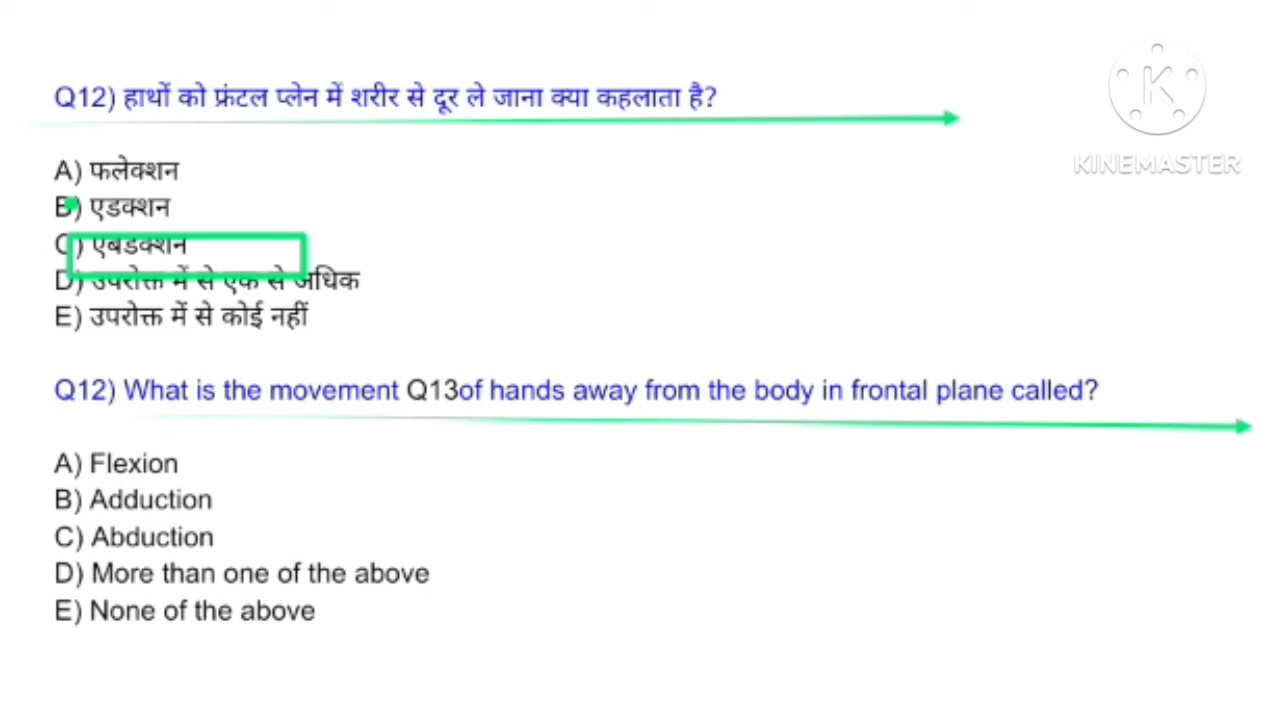 Q12) हाथों को फ्रंटल प्लेन में शरीर से दूर ले जाना क्या कहलाता है?
KINEMASTER
A) फलेक्शन
B) एडक्शन
C) एबडक्शन
D) उपरोक्त में से एक से अधिक
E) उपरोक्त में से कोई नहीं
Q12) What is the movement Q13of hands away from the body in frontal plane called?
A) Flexion
B) Adduction
C) Abduction
D) More than one of the above
E) None of the above